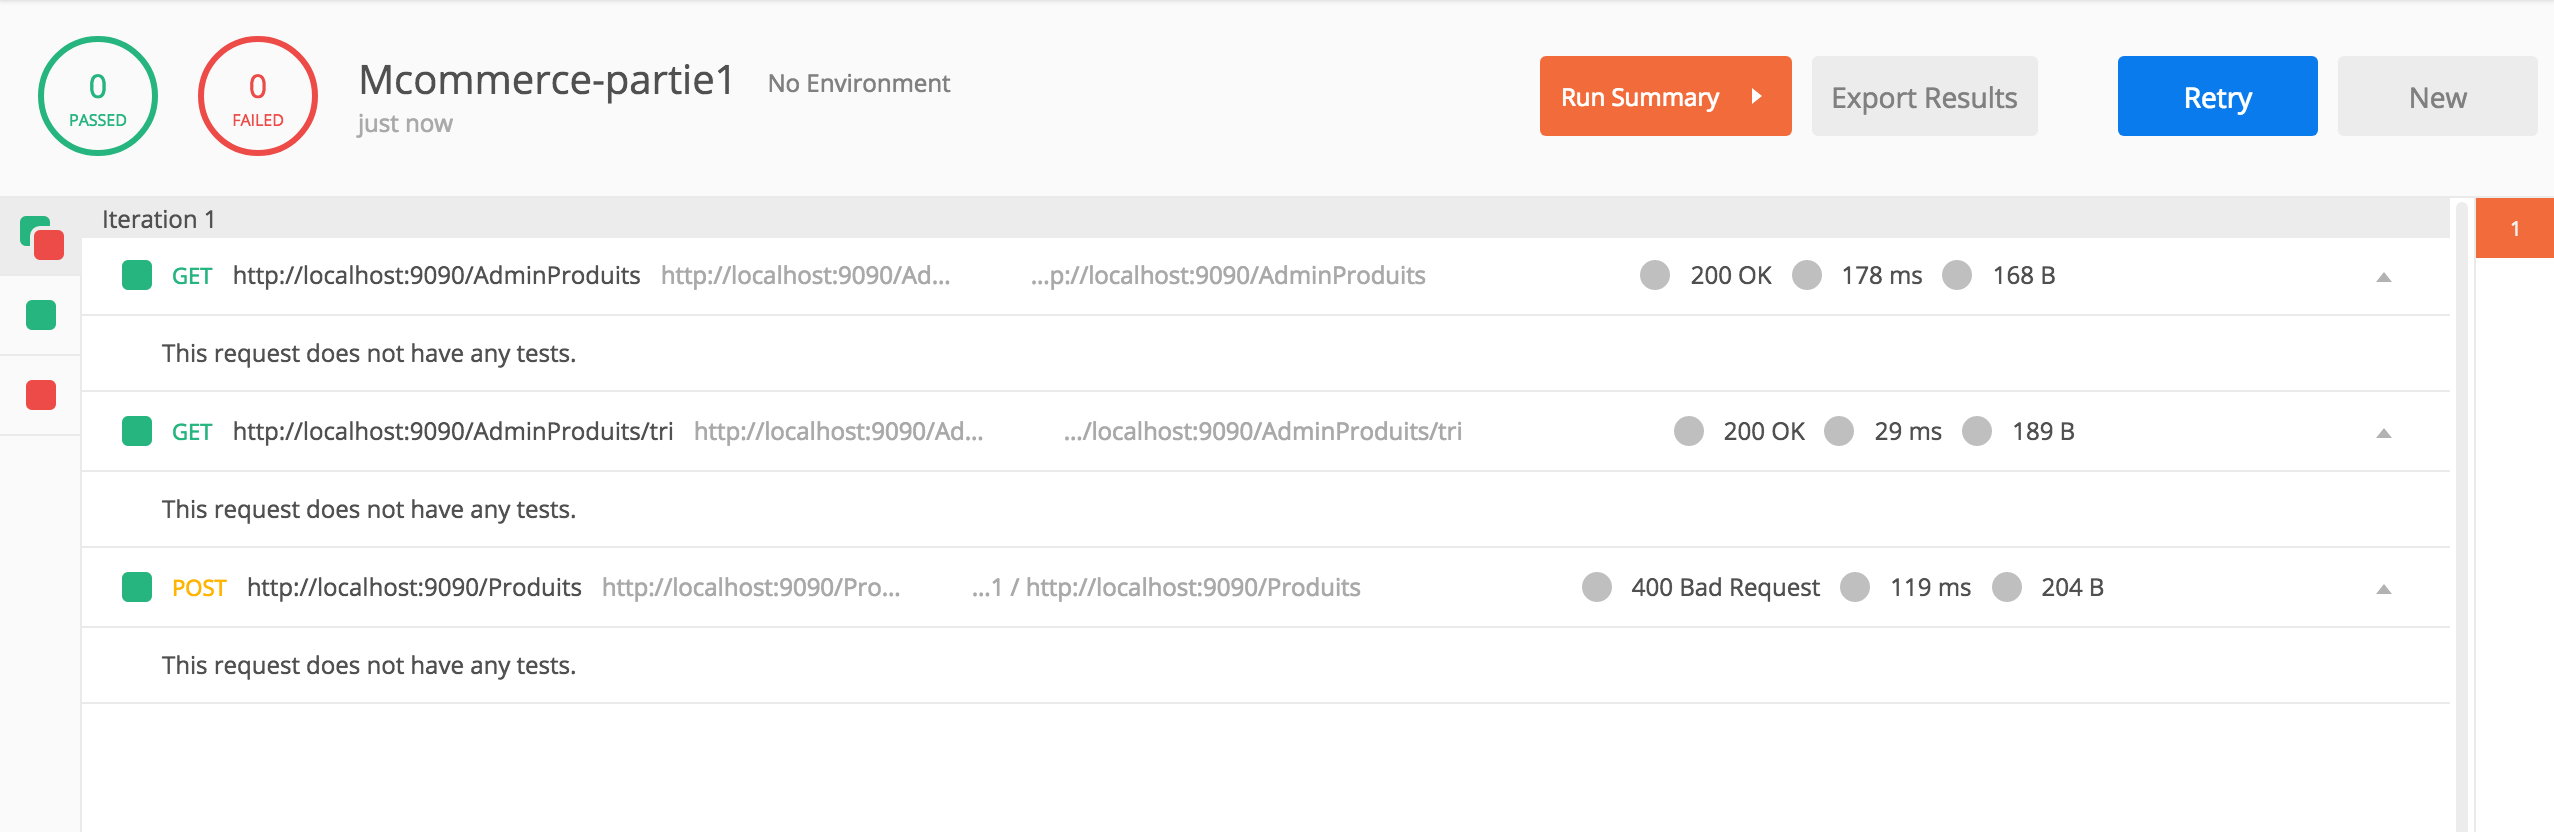 0
PASSED
0
FAILED
Mcommerce-partie1 No Environment
just now
Run Summary
Export Results
Retry
New
Iteration 1
1
GET http://localhost:9090/AdminProduits http://localhost:9090/Ad... ...p://localhost:9090/AdminProduits 200 OK 178 ms 168 B
This request does not have any tests.
GET http://localhost:9090/AdminProduits/tri http://localhost:9090/Ad... .../localhost:9090/AdminProduits/tri 200 OK 29 ms 189 B
This request does not have any tests.
POST http://localhost:9090/Produits http://localhost:9090/Pro... ...1 / http://localhost:9090/Produits 400 Bad Request 119 ms 204 B
This request does not have any tests.